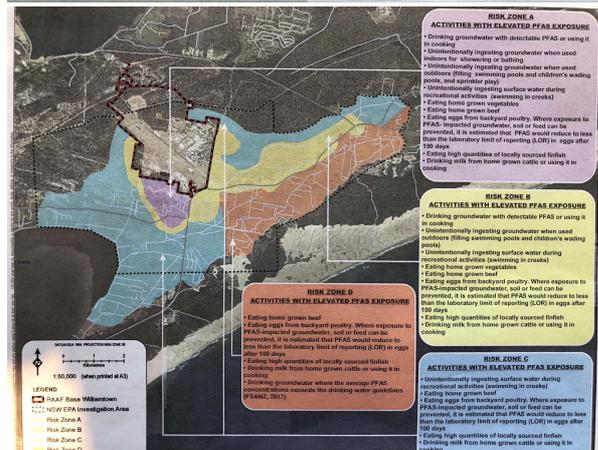 RISK ZONE A
ACTIVITIES WITH ELEVATED PFAS EXPOSURE
• Drinking groundwater with detectable PFAS or using it
in cooking
• Unintentionally ingesting groundwater when used
indoors for showering or bathing
• Unintentionally ingesting groundwater when used
outdoors (filling swimming pools and children's wading
pools, and sprinkler play)
• Unintentionally ingesting surface water during
recreational activities (swimming in creeks)
• Eating home grown vegetables
• Eating home grown beef
• Eating eggs from backyard poultry. Where exposure to
PFAS- impacted groundwater, soil or feed can be
prevented, it is estimated that PFAS would reduce to less
than the laboratory limit of reporting (LOR) in eggs after
100 days
• Eating high quantities of locally sourced finfish
• Drinking milk from home grown cattle or using it in
cooking
RISK ZONE B
ACTIVITIES WITH ELEVATED PFAS EXPOSURE
• Drinking groundwater with detectable PFAS or using it
in cooking
• Unintentionally ingesting groundwater when used
outdoors (filling swimming pools and children's wading
pools)
• Unintentionally ingesting surface water during
recreational activities (swimming in creeks)
• Eating home grown vegetables
• Eating home grown beef
• Eating eggs from backyard poultry. Where exposure to
PFAS-impacted groundwater, soil or feed can be
prevented, it is estimated that PFAS would reduce to less
than the laboratory limit of reporting (LOR) in eggs after
100 days
• Eating high quantities of locally sourced finfish
• Drinking milk from home grown cattle or using it in
cooking
RISK ZONE D
ACTIVITIES WITH ELEVATED PFAS EXPOSURE
• Eating home grown beef
• Eating eggs from backyard poultry. Where exposure to
PFAS-impacted groundwater, soil or feed can be
prevented, it is estimated that PFAS would reduce to
less than the laboratory limit of reporting (LOR) in eggs
after 100 days
• Eating high quantities of locally sourced finfish
• Drinking milk from home grown cattle or using it in
cooking
• Drinking groundwater where the average PFAS
concentrations exceeds the drinking water guidelines
(FSANZ, 2017)
RISK ZONE C
ACTIVITIES WITH ELEVATED PFAS EXPOSURE
• Unintentionally ingesting surface water during
recreational activities (swimming in creeks)
• Eating home grown beef
• Eating eggs from backyard poultry. Where exposure to
PFAS-impacted groundwater, soil or feed can be
prevented, it is estimated that PFAS would reduce to less
than the laboratory limit of reporting (LOR) in eggs after
100 days
• Eating high quantities of locally sourced finfish
• Drinking milk from home grown cattle or using it in
Kilometres
1:60,000 (when printed at A3)
LEGEND
RAAF Base Williamtown
NSW EPA Investigation Area
Risk Zone A
Risk Zone B
Risk Zone C